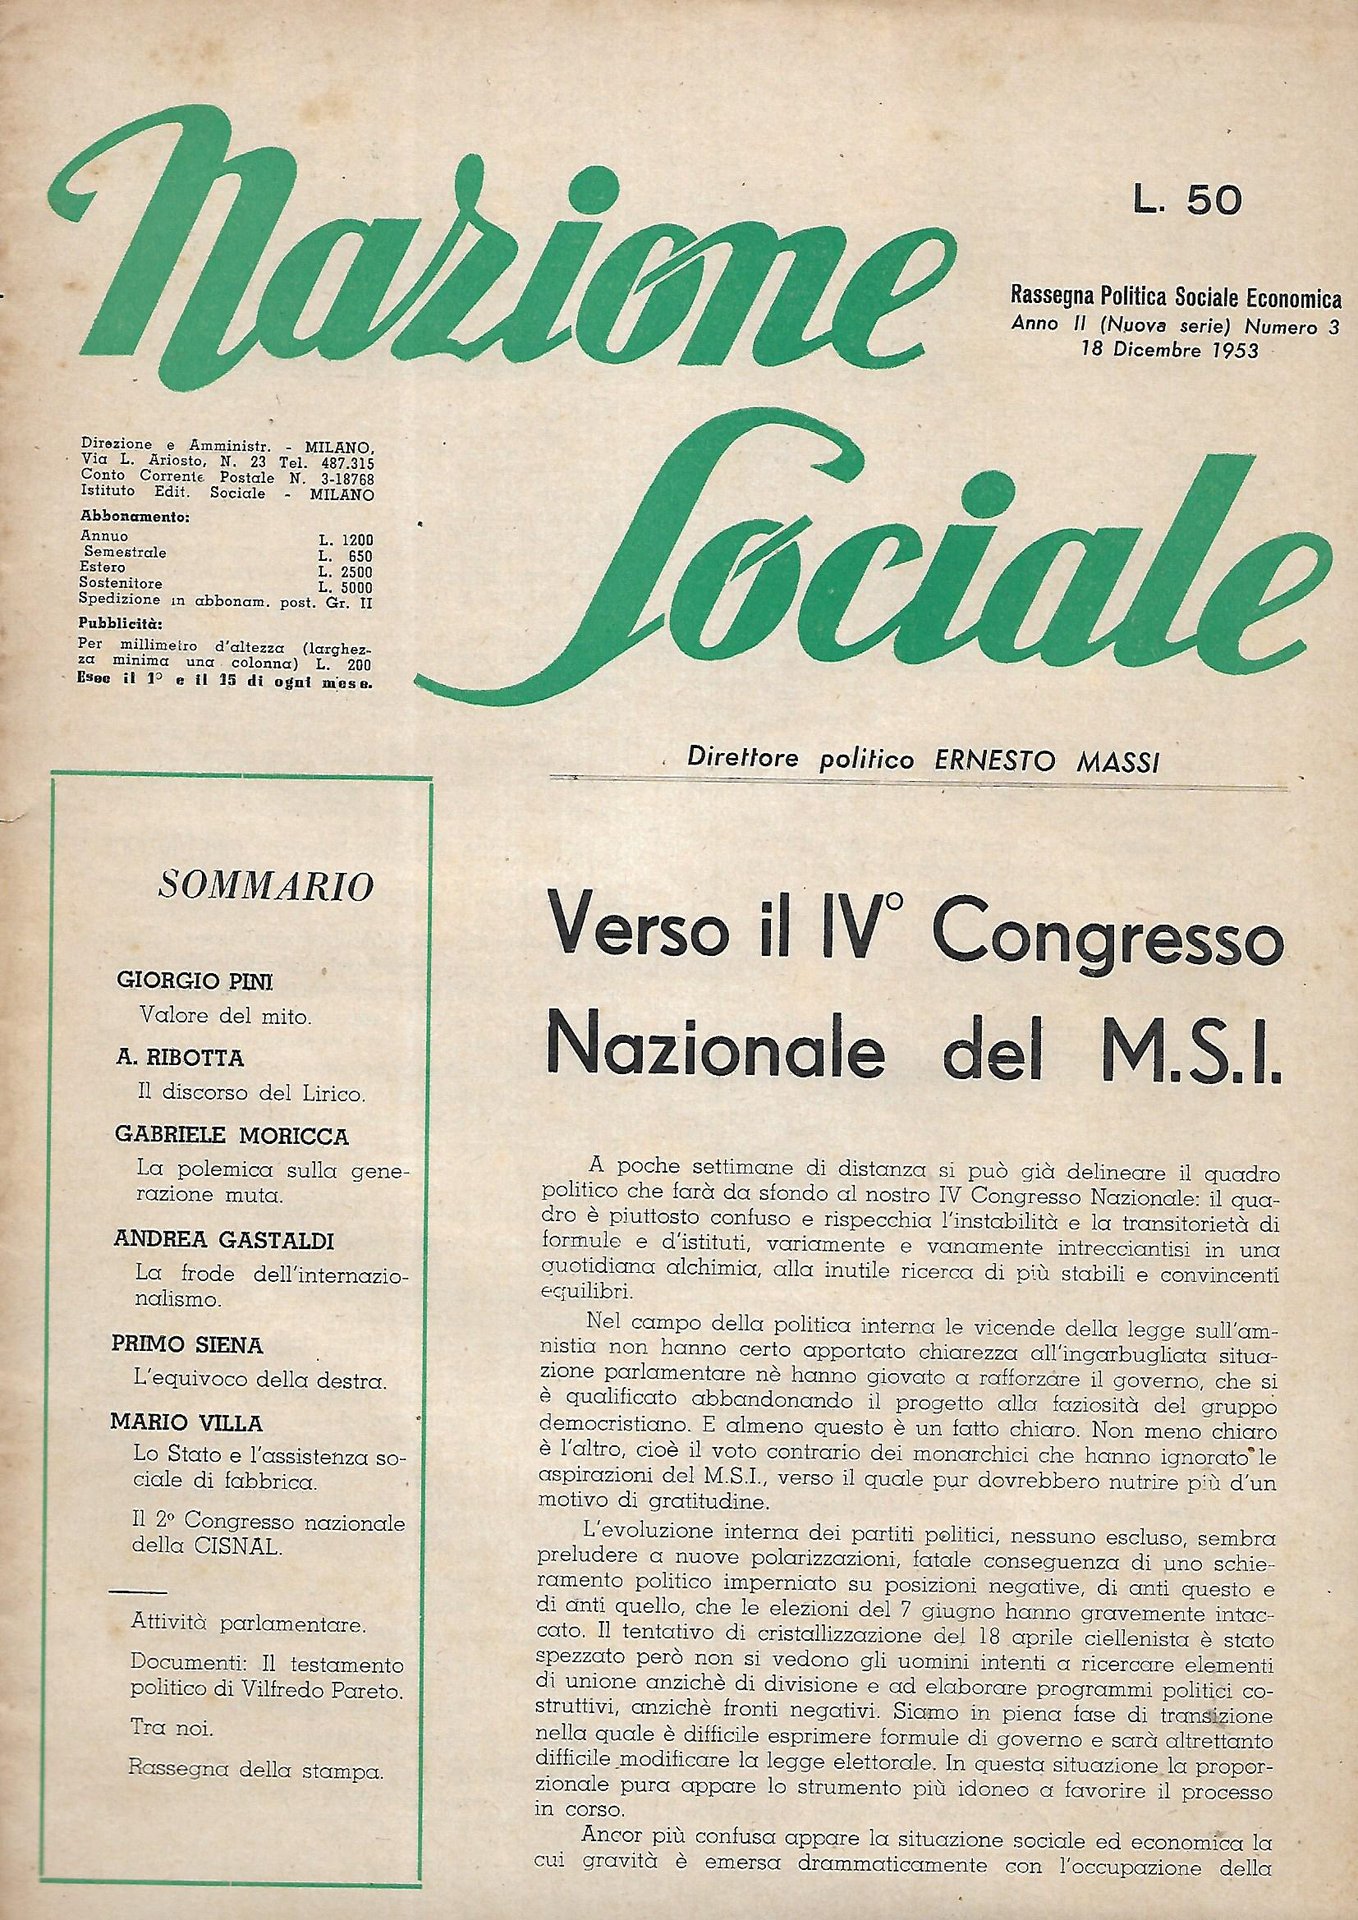 Nazione
Sociale
L. 50
Rassegna Politica Sociale Economica
Anno II (Nuova serie) Numero 3
18 Dicembre 1953
Direzione e Amministr. - MILANO,
Via L. Ariosto, N. 23 Tel. 487.315
Conto Corrente Postale N. 3-18768
Istituto Edit. Sociale - MILANO
Abbonamento:
Annuo L. 1200
Semestrale L. 650
Estero L. 2500
Sostenitore L. 5000
Spedizione in abbonam. post. Gr. II
Pubblicità:
Per millimetro d'altezza (larghez-
za minima una colonna) L. 200
Esce il 1° e il 15 di ogni mese.
Direttore politico ERNESTO MASSI
SOMMARIO
GIORGIO PINI
Valore del mito.
A. RIBOTTA
Il discorso del Lirico.
GABRIELE MORICCA
La polemica sulla gene-
razione muta.
ANDREA GASTALDI
La frode dell'internazio-
nalismo.
PRIMO SIENA
L'equivoco della destra.
MARIO VILLA
Lo Stato e l'assistenza so-
ciale di fabbrica.
Il 2° Congresso nazionale
della CISNAL.
Attività parlamentare.
Documenti: Il testamento
politico di Vilfredo Pareto.
Tra noi.
Rassegna della stampa.
Verso il IV° Congresso
Nazionale del M.S.I.
A poche settimane di distanza si può già delineare il quadro
politico che farà da sfondo al nostro IV Congresso Nazionale: il qua-
dro è piuttosto confuso e rispecchia l'instabilità e la transitorietà di
formule e d'istituti, variamente e vanamente intrecciantisi in una
quotidiana alchimia, alla inutile ricerca di più stabili e convincenti
equilibri.
Nel campo della politica interna le vicende della legge sull'am-
nistia non hanno certo apportato chiarezza all'ingarbugliata situa-
zione parlamentare nè hanno giovato a rafforzare il governo, che si
è qualificato abbandonando il progetto alla faziosità del gruppo
democristiano. E almeno questo è un fatto chiaro. Non meno chiaro
è l'altro, cioè il voto contrario dei monarchici che hanno ignorato le
aspirazioni del M.S.I., verso il quale pur dovrebbero nutrire più d'un
motivo di gratitudine.
L'evoluzione interna dei partiti politici, nessuno escluso, sembra
preludere a nuove polarizzazioni, fatale conseguenza di uno schie-
ramento politico imperniato su posizioni negative, di anti questo e
di anti quello, che le elezioni del 7 giugno hanno gravemente intac-
cato. Il tentativo di cristallizzazione del 18 aprile ciellenista è stato
spezzato però non si vedono gli uomini intenti a ricercare elementi
di unione anzichè di divisione e ad elaborare programmi politici co-
struttivi, anzichè fronti negativi. Siamo in piena fase di transizione
nella quale è difficile esprimere formule di governo e sarà altrettanto
difficile modificare la legge elettorale. In questa situazione la propor-
zionale pura appare lo strumento più idoneo a favorire il processo
in corso.
Ancor più confusa appare la situazione sociale ed economica la
cui gravità è emersa drammaticamente con l'occupazione della